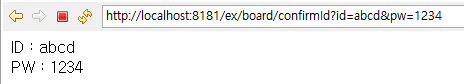 http://localhost:8181/ex/board/confirmId?id=abcd&pw=1234
ID : abcd
PW : 1234